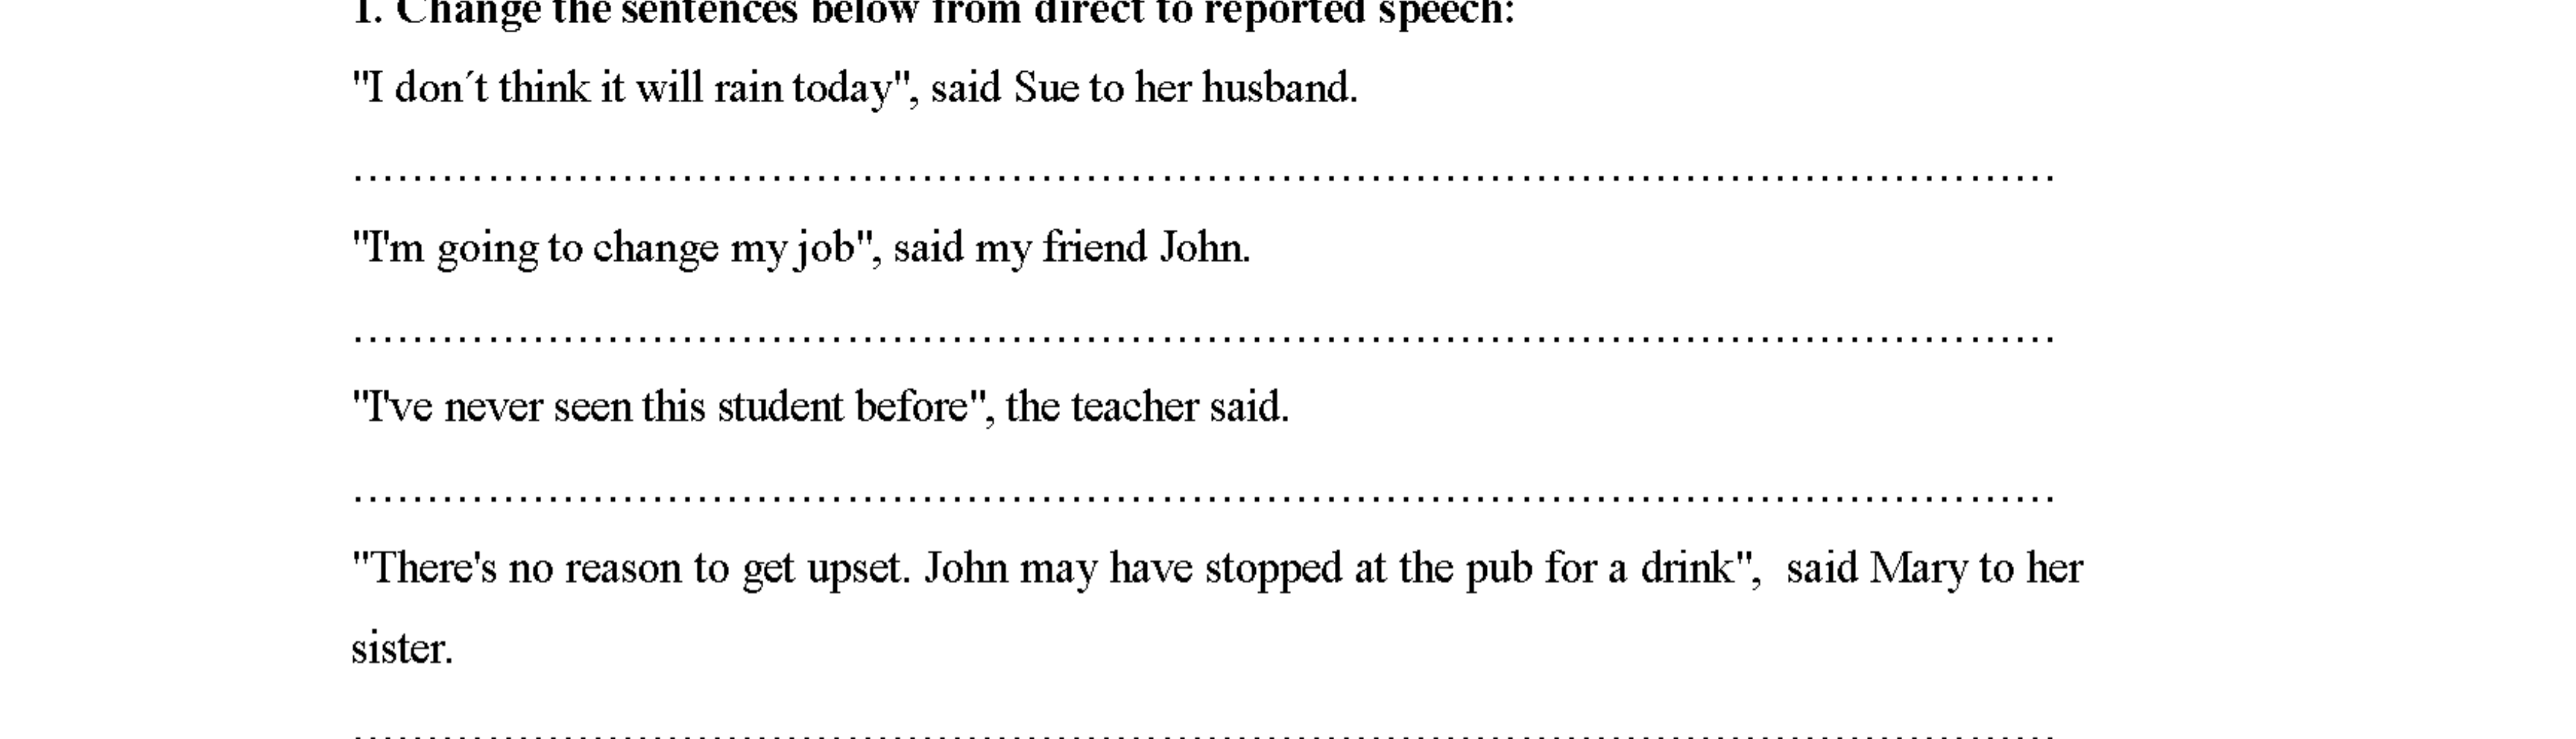 1. Change the sentences below from direct to reported speech:
"I don´t think it will rain today", said Sue to her husband.
……………………………………………………………………………………………………
"I'm going to change my job", said my friend John.
……………………………………………………………………………………………………
"I've never seen this student before", the teacher said.
……………………………………………………………………………………………………
"There's no reason to get upset. John may have stopped at the pub for a drink",  said Mary to her
sister.
……………………………………………………………………………………………………